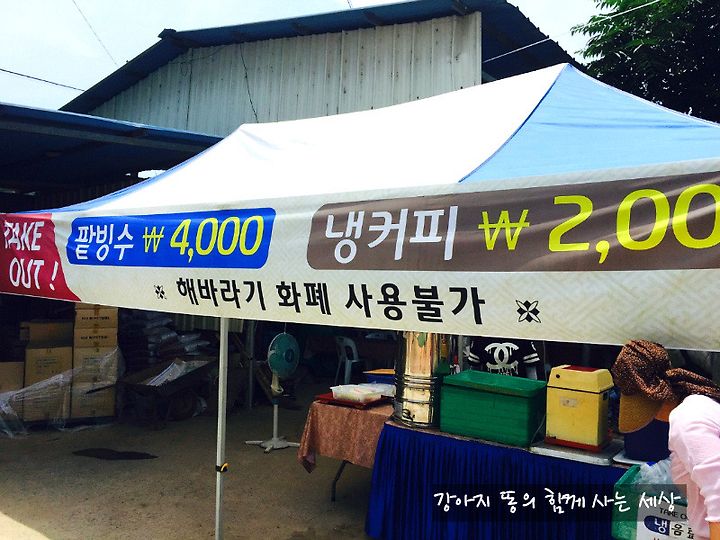 TAKE OUT!
팥빙수 ₩ 4,000
냉커피 ₩ 2,00
해바라기 화폐 사용불가
강아지 똥의 함께 사는 세상